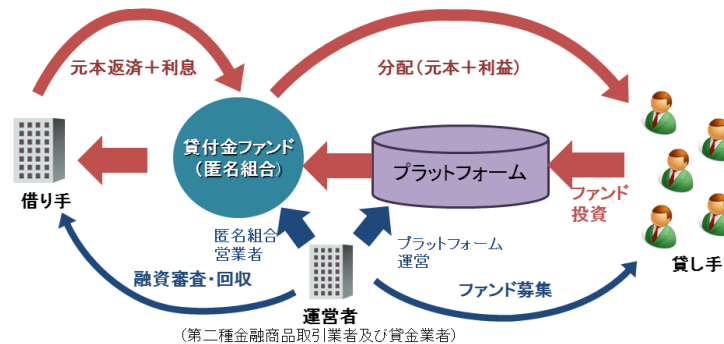 元本返済＋利息
分配（元本＋利益）
貸付金ファンド
（匿名組合）
プラットフォーム
ファンド
投資
借り手
貸し手
匿名組合
営業者
プラットフォーム
運営
融資審査・回収
ファンド募集
運営者
（第二種金融商品取引業者及び貸金業者）